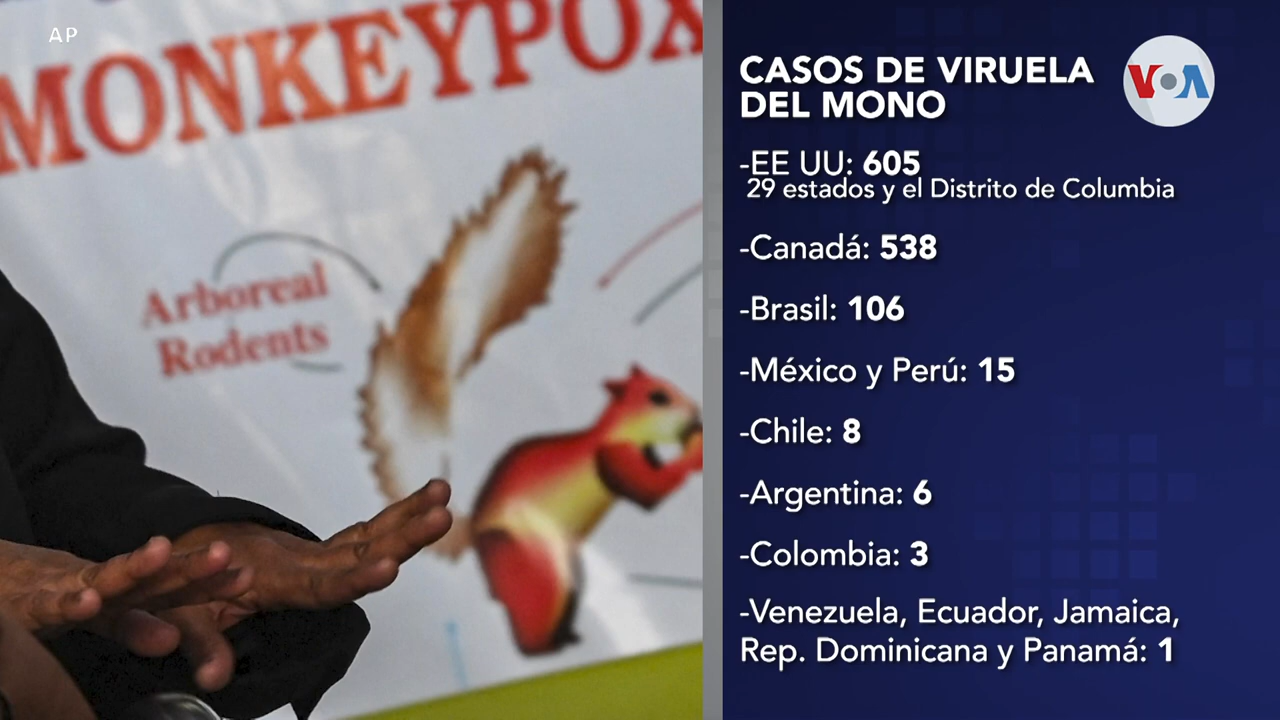 AP
MONKEYPOX
Arboreal
Rodents
CASOS DE VIRUELA
DEL MONO
VOA
-EE UU: 605
29 estados y el Distrito de Columbia
-Canadá: 538
-Brasil: 106
-México y Perú: 15
-Chile: 8
-Argentina: 6
-Colombia: 3
-Venezuela, Ecuador, Jamaica,
Rep. Dominicana y Panamá: 1